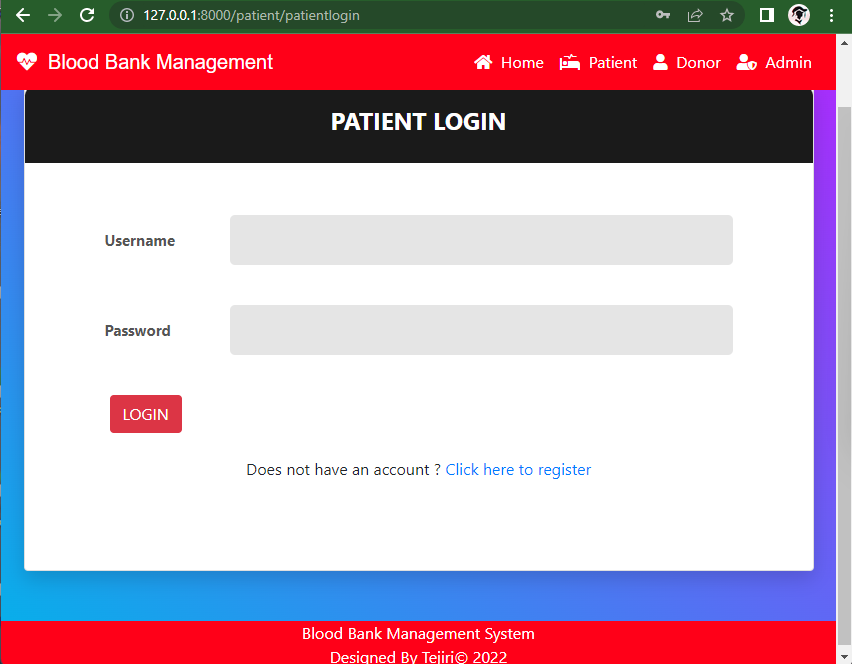 127.0.0.1:8000/patient/patientlogin
Blood Bank Management Home Patient Donor Admin
PATIENT LOGIN
Username
Password
LOGIN
Does not have an account ? Click here to register
Blood Bank Management System
Designed By Tejiri© 2022